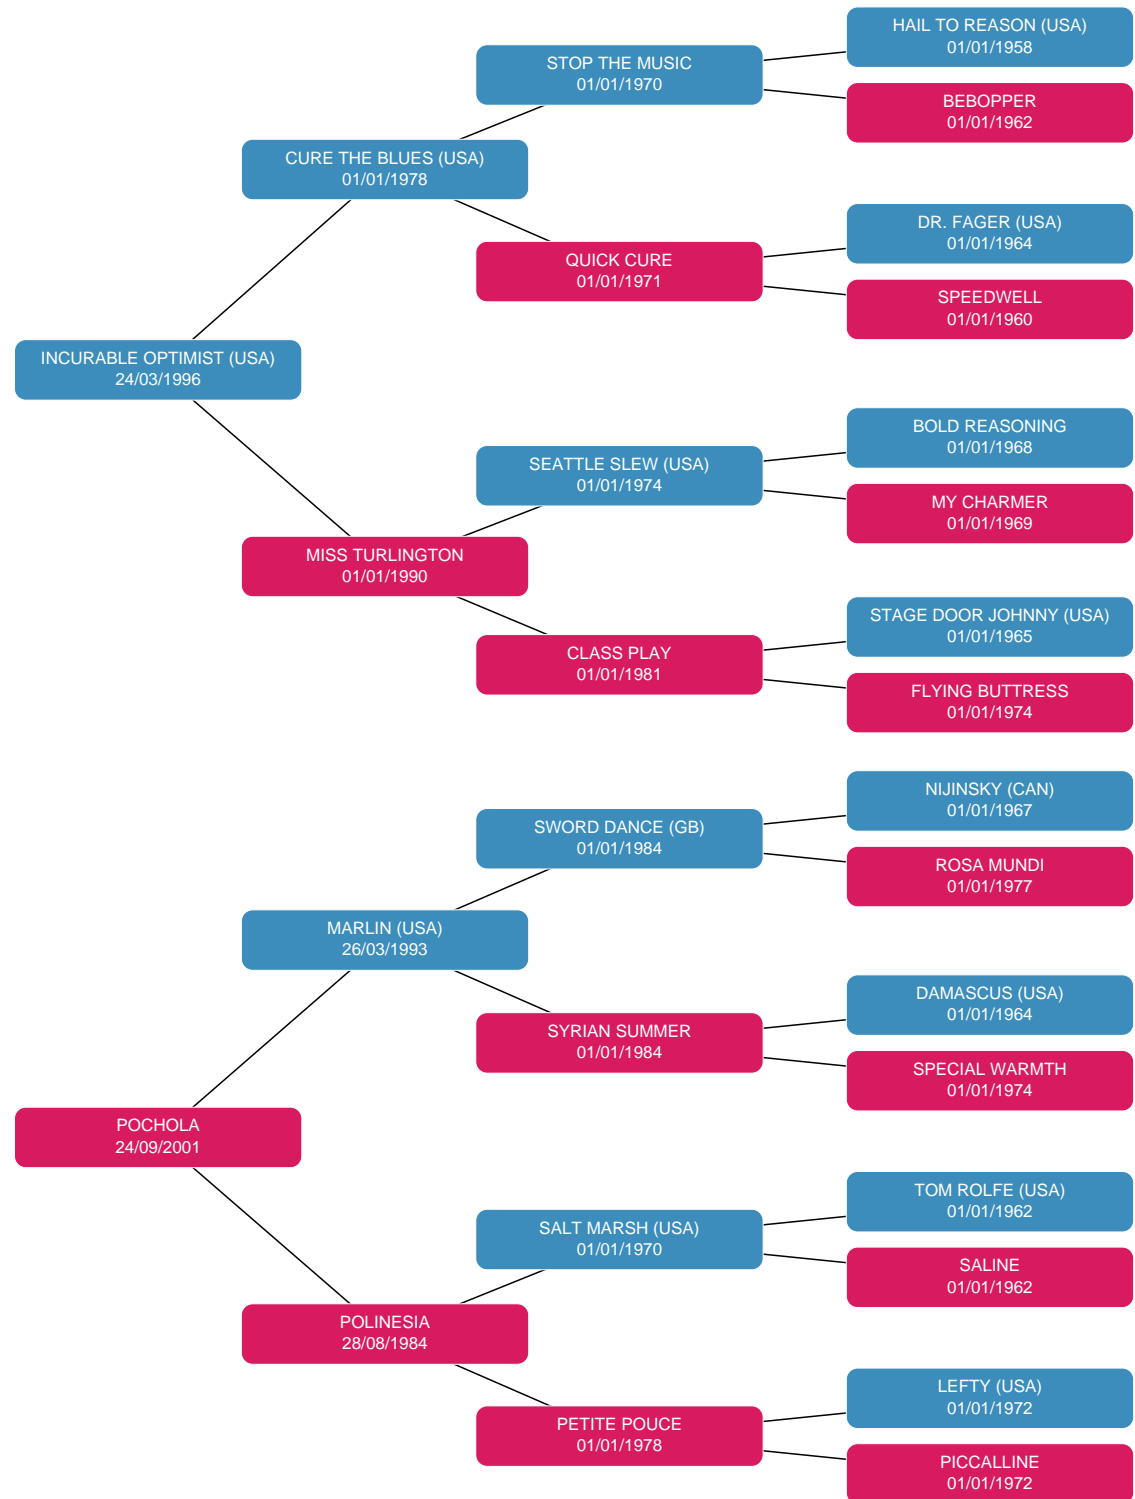 HAIL TO REASON (USA)
01/01/1958
STOP THE MUSIC
01/01/1970
BEBOPPER
01/01/1962
CURE THE BLUES (USA)
01/01/1978
DR. FAGER (USA)
01/01/1964
QUICK CURE
01/01/1971
SPEEDWELL
01/01/1960
INCURABLE OPTIMIST (USA)
24/03/1996
BOLD REASONING
01/01/1968
SEATTLE SLEW (USA)
01/01/1974
MY CHARMER
01/01/1969
MISS TURLINGTON
01/01/1990
STAGE DOOR JOHNNY (USA)
01/01/1965
CLASS PLAY
01/01/1981
FLYING BUTTRESS
01/01/1974
NIJINSKY (CAN)
01/01/1967
SWORD DANCE (GB)
01/01/1984
ROSA MUNDI
01/01/1977
MARLIN (USA)
26/03/1993
DAMASCUS (USA)
01/01/1964
SYRIAN SUMMER
01/01/1984
SPECIAL WARMTH
01/01/1974
POCHOLA
24/09/2001
TOM ROLFE (USA)
01/01/1962
SALT MARSH (USA)
01/01/1970
SALINE
01/01/1962
POLINESIA
28/08/1984
LEFTY (USA)
01/01/1972
PETITE POUCE
01/01/1978
PICCALLINE
01/01/1972